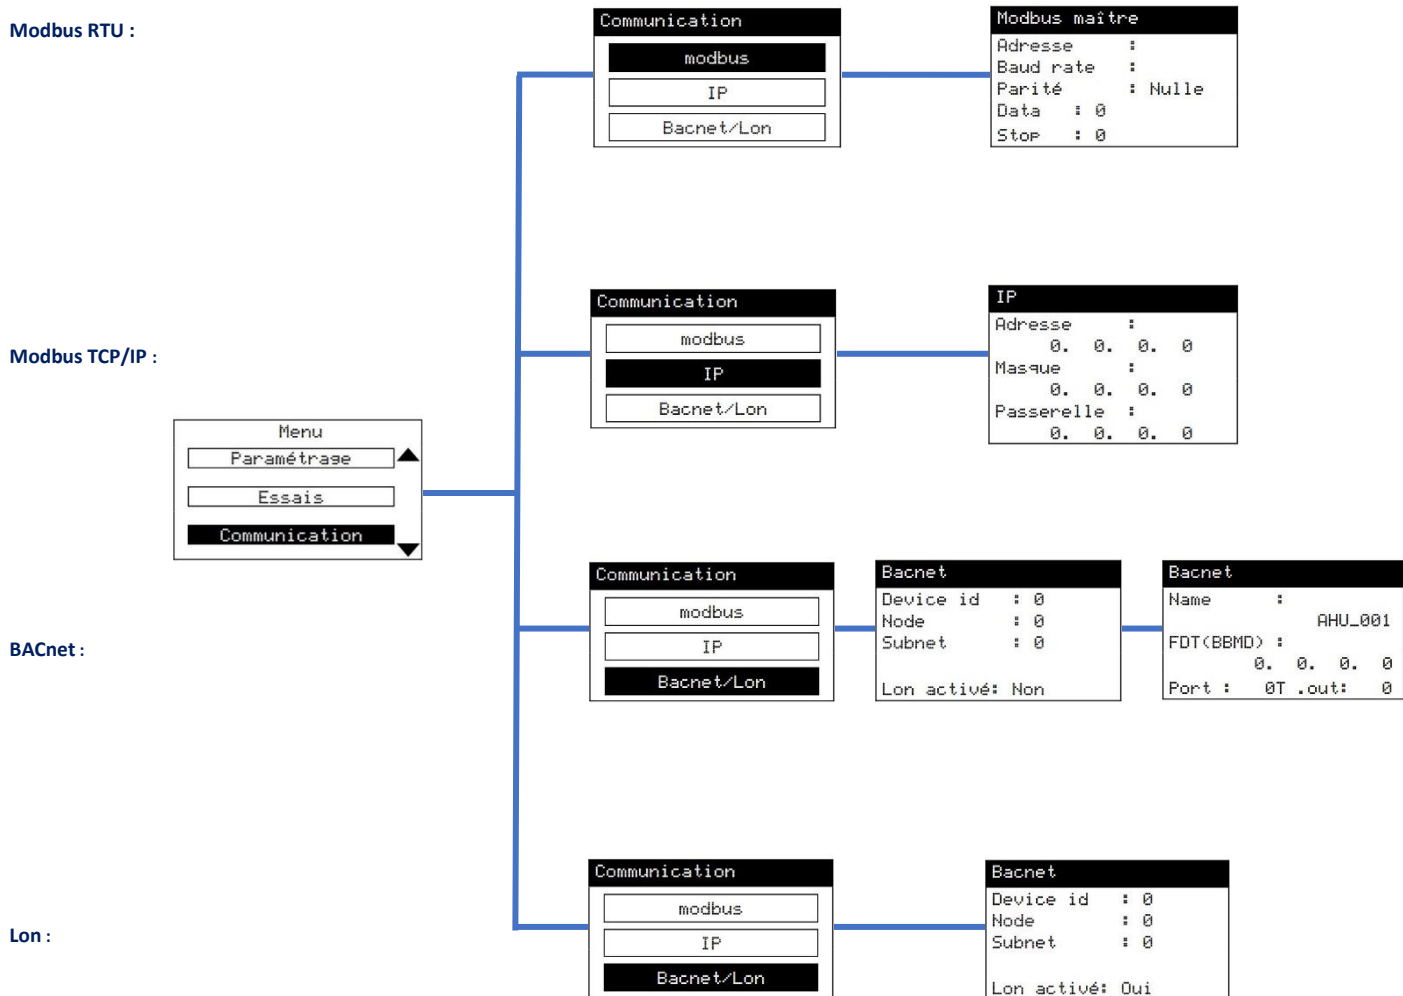 Modbus RTU :
Communication
modbus
IP
Bacnet/Lon
Modbus maître
Adresse :
Baud rate :
Parité : Nulle
Data : 0
Stop : 0
Modbus TCP/IP :
Communication
modbus
IP
Bacnet/Lon
IP
Adresse :
0. 0. 0. 0
Masque :
0. 0. 0. 0
Passerelle :
0. 0. 0. 0
Menu
Paramétrage
Essais
Communication
BACnet :
Communication
modbus
IP
Bacnet/Lon
Bacnet
Device id : 0
Node : 0
Subnet : 0
Lon activé: Non
Bacnet
Name :
AHU_001
FDT(BBMD) :
0. 0. 0. 0
Port : 0T .out: 0
Lon :
Communication
modbus
IP
Bacnet/Lon
Bacnet
Device id : 0
Node : 0
Subnet : 0
Lon activé: Oui